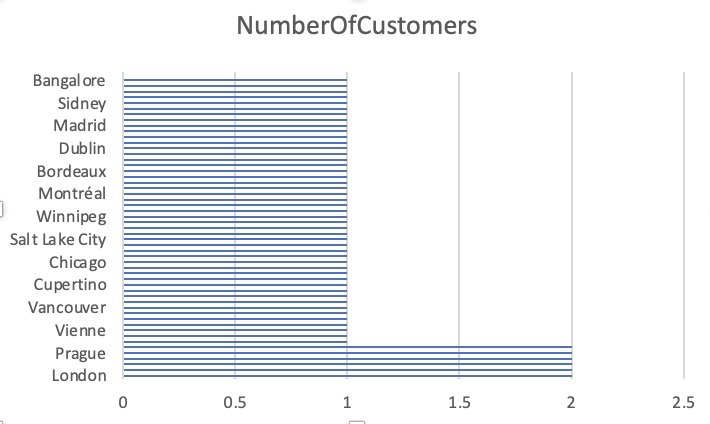 NumberOfCustomers
Bangalore
Sidney
Madrid
Dublin
Bordeaux
Montréal
Winnipeg
Salt Lake City
Chicago
Cupertino
Vancouver
Vienne
Prague
London
0 0.5 1 1.5 2 2.5